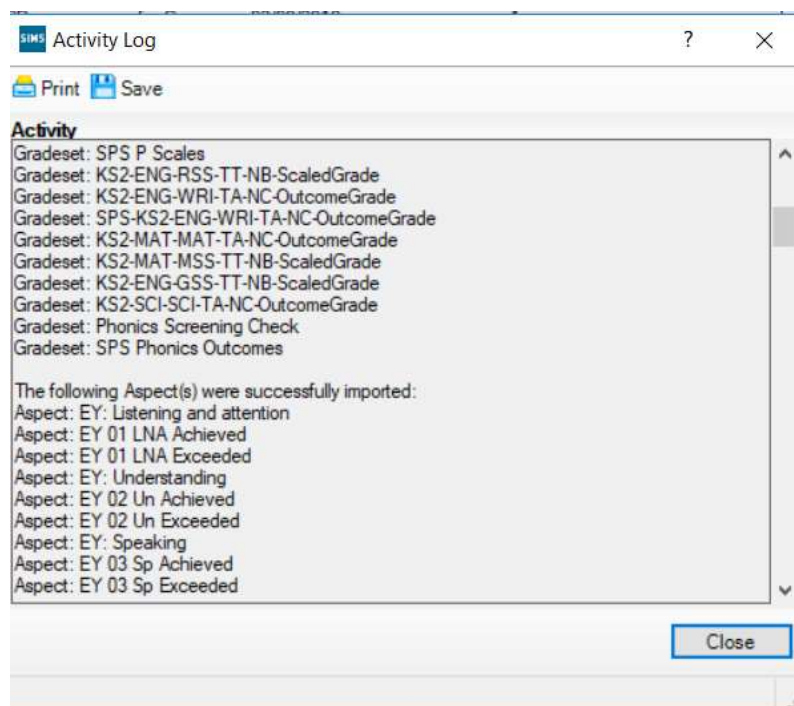 SIMS Activity Log ?
Print Save
Activity
Gradeset: SPS P Scales
Gradeset: KS2-ENG-RSS-TT-NB-ScaledGrade
Gradeset: KS2-ENG-WRI-TA-NC-OutcomeGrade
Gradeset: SPS-KS2-ENG-WRI-TA-NC-OutcomeGrade
Gradeset: KS2-MAT-MAT-TA-NC-OutcomeGrade
Gradeset: KS2-MAT-MSS-TT-NB-ScaledGrade
Gradeset: KS2-ENG-GSS-TT-NB-ScaledGrade
Gradeset: KS2-SCI-SCI-TA-NC-OutcomeGrade
Gradeset: Phonics Screening Check
Gradeset: SPS Phonics Outcomes
The following Aspect(s) were successfully imported:
Aspect: EY: Listening and attention
Aspect: EY 01 LNA Achieved
Aspect: EY 01 LNA Exceeded
Aspect: EY: Understanding
Aspect: EY 02 Un Achieved
Aspect: EY 02 Un Exceeded
Aspect: EY: Speaking
Aspect: EY 03 Sp Achieved
Aspect: EY 03 Sp Exceeded
Close